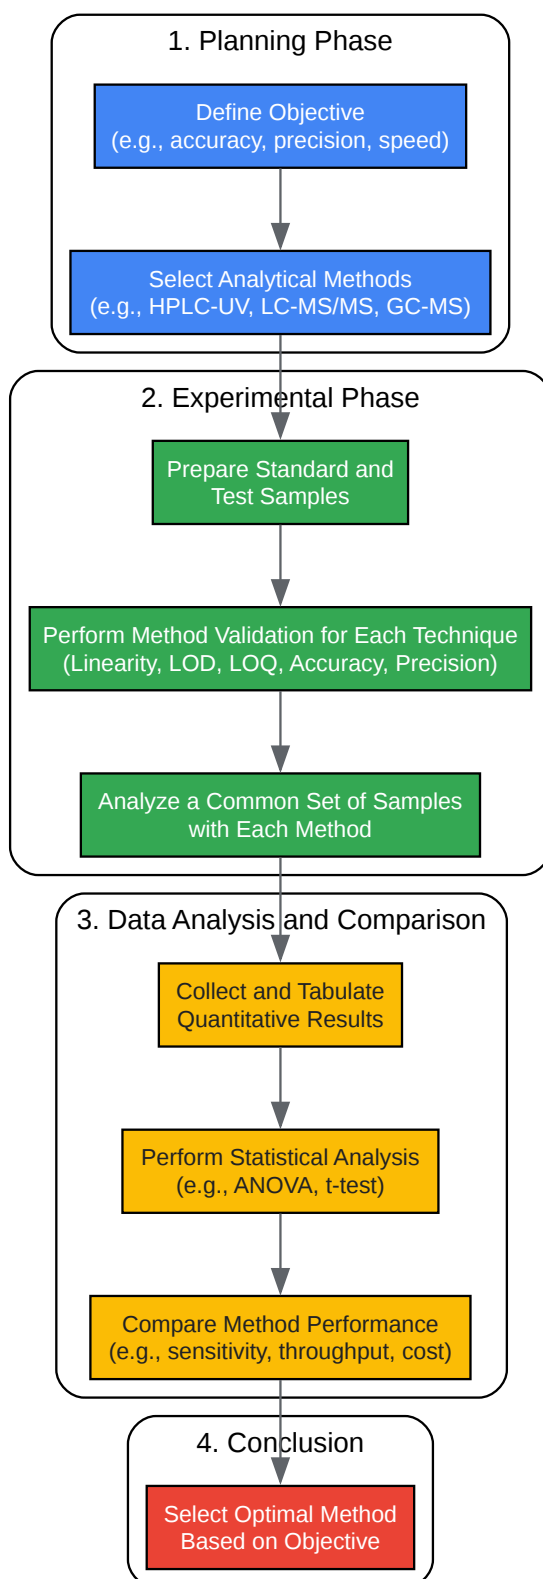 1. Planning Phase
Define Objective
(e.g., accuracy, precision, speed)
Select Analytical Methods
(e.g., HPLC-UV, LC-MS/MS, GC-MS)
2. Experimental Phase
Prepare Standard and
Test Samples
Perform Method Validation for Each Technique
(Linearity, LOD, LOQ, Accuracy, Precision)
Analyze a Common Set of Samples
with Each Method
3. Data Analysis and Comparison
Collect and Tabulate
Quantitative Results
Perform Statistical Analysis
(e.g., ANOVA, t-test)
Compare Method Performance
(e.g., sensitivity, throughput, cost)
4. Conclusion
Select Optimal Method
Based on Objective